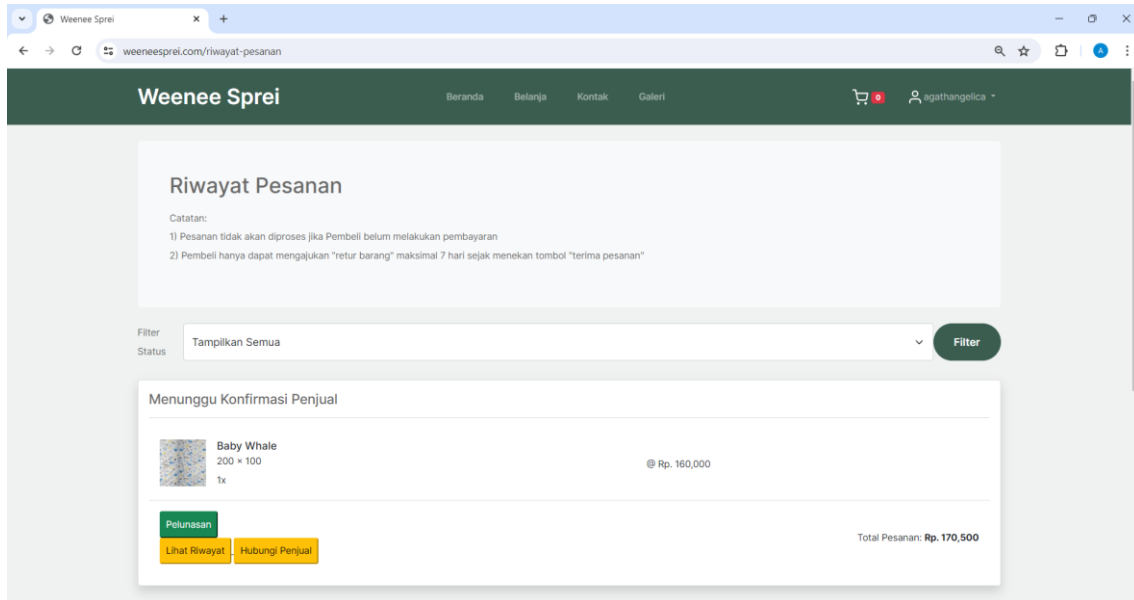 Weenee Sprei
weeneesprei.com/riwayat-pesanan
A
Weenee Sprei
Beranda Belanja Kontak Galeri
0 agathangelica
Riwayat Pesanan
Catatan:
1) Pesanan tidak akan diproses jika Pembeli belum melakukan pembayaran
2) Pembeli hanya dapat mengajukan "retur barang" maksimal 7 hari sejak menekan tombol "terima pesanan"
Filter
Status
Tampilkan Semua
Filter
Menunggu Konfirmasi Penjual
Baby Whale
200 × 100
1x
@ Rp. 160,000
Pelunasan
Lihat Riwayat Hubungi Penjual
Total Pesanan: Rp. 170,500